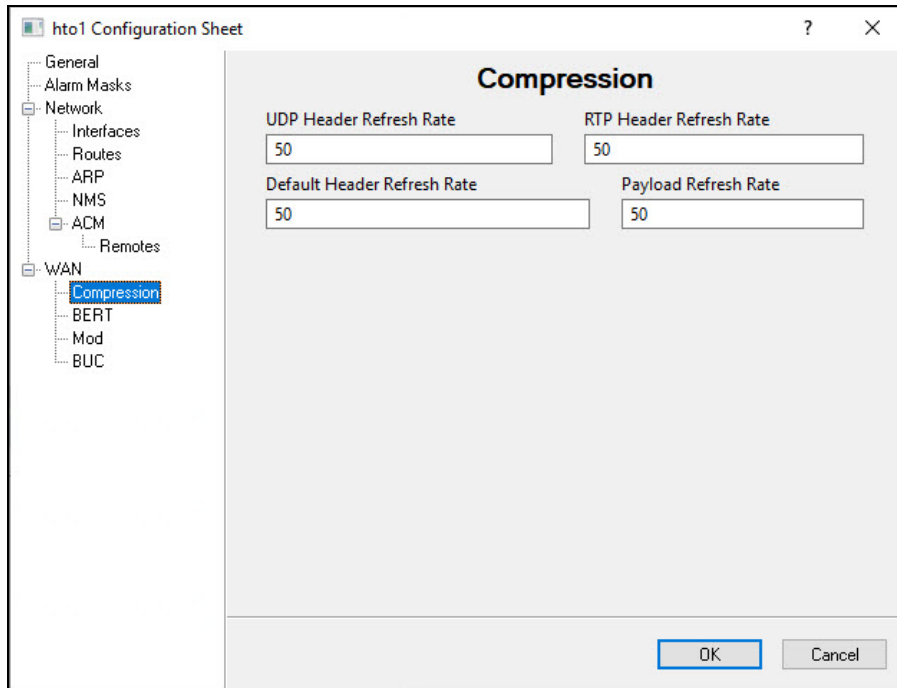 hto1 Configuration Sheet
?
General
Alarm Masks
Network
Interfaces
Routes
ARP
NMS
ACM
Remotes
WAN
Compression
BERT
Mod
BUC
Compression
UDP Header Refresh Rate
RTP Header Refresh Rate
50
50
Default Header Refresh Rate
Payload Refresh Rate
50
50
OK
Cancel